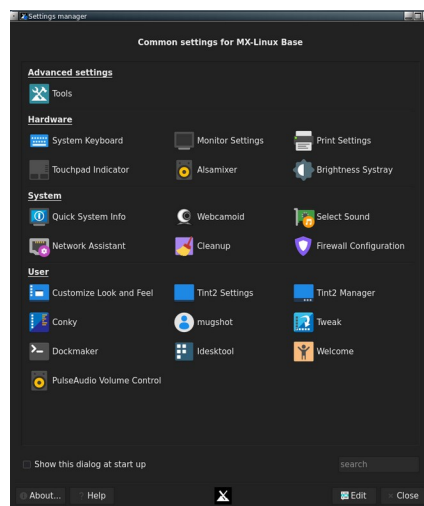 Settings manager
Common settings for MX-Linux Base
Advanced settings
Tools
Hardware
System Keyboard Monitor Settings Print Settings
Touchpad Indicator Alsamixer Brightness Systray
System
Quick System Info Webcamoid Select Sound
Network Assistant Cleanup Firewall Configuration
User
Customize Look and Feel Tint2 Settings Tint2 Manager
Conky mugshot Tweak
Dockmaker Idesktool Welcome
PulseAudio Volume Control
Show this dialog at start up search
About... Help Edit Close